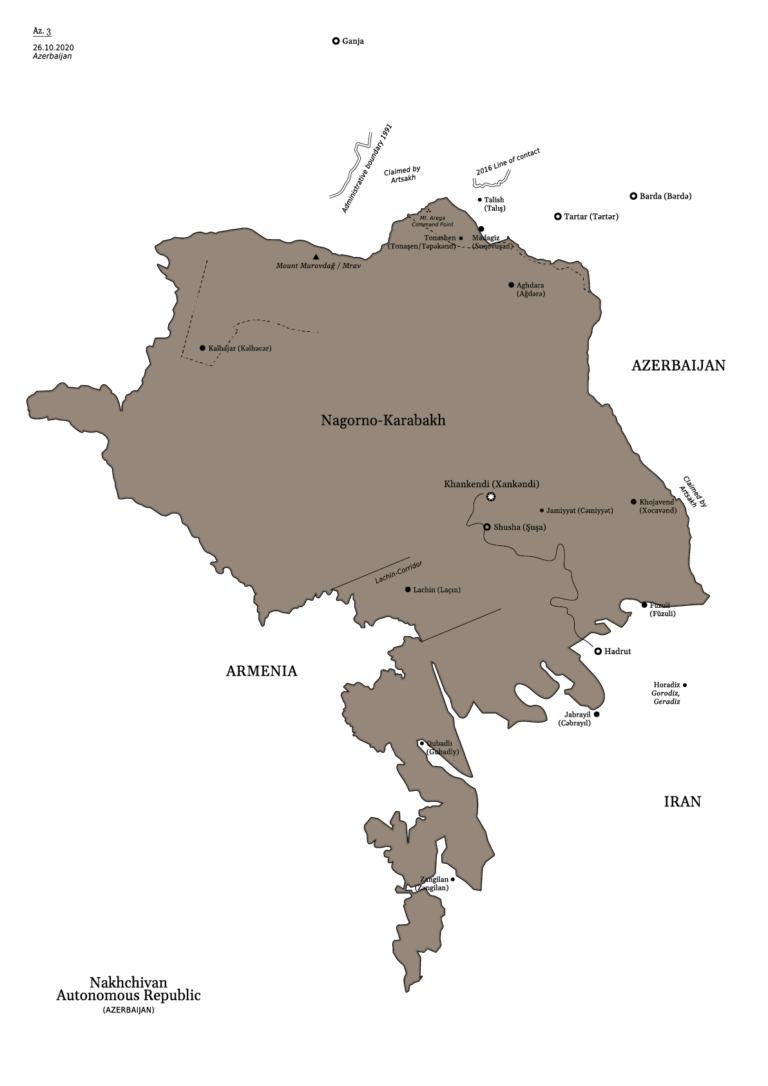 Az. 3
26.10.2020
Azerbaijan
Ganja
Administrative boundary 1991
Claimed by
Artsakh
2016 Line of contact
Talish
(Talış)
Barda (Bərdə)
Tartar (Tərtər)
Mt. Arega
Command Point
Tonashen
(Tonaşen/Təpəkənd)
Madagiz
(Suqovuşan)
Mount Murovdağ / Mrav
Aghdara
(Ağdərə)
Kalbajar (Kəlbəcər)
AZERBAIJAN
Nagorno-Karabakh
Khankendi (Xankəndi)
Claimed by
Artsakh
Khojavend
(Xocavənd)
Jamiyyat (Cəmiyyət)
Shusha (Şuşa)
Lachin-Corridor
Lachin (Laçın)
Fuzuli
(Füzuli)
Hadrut
ARMENIA
Horadiz
Gorodiz,
Geradiz
Jabrayil
(Cəbrayıl)
Qubadlı
(Gubadly)
IRAN
Zangilan
(Zəngilan)
Nakhchivan
Autonomous Republic
(AZERBAIJAN)